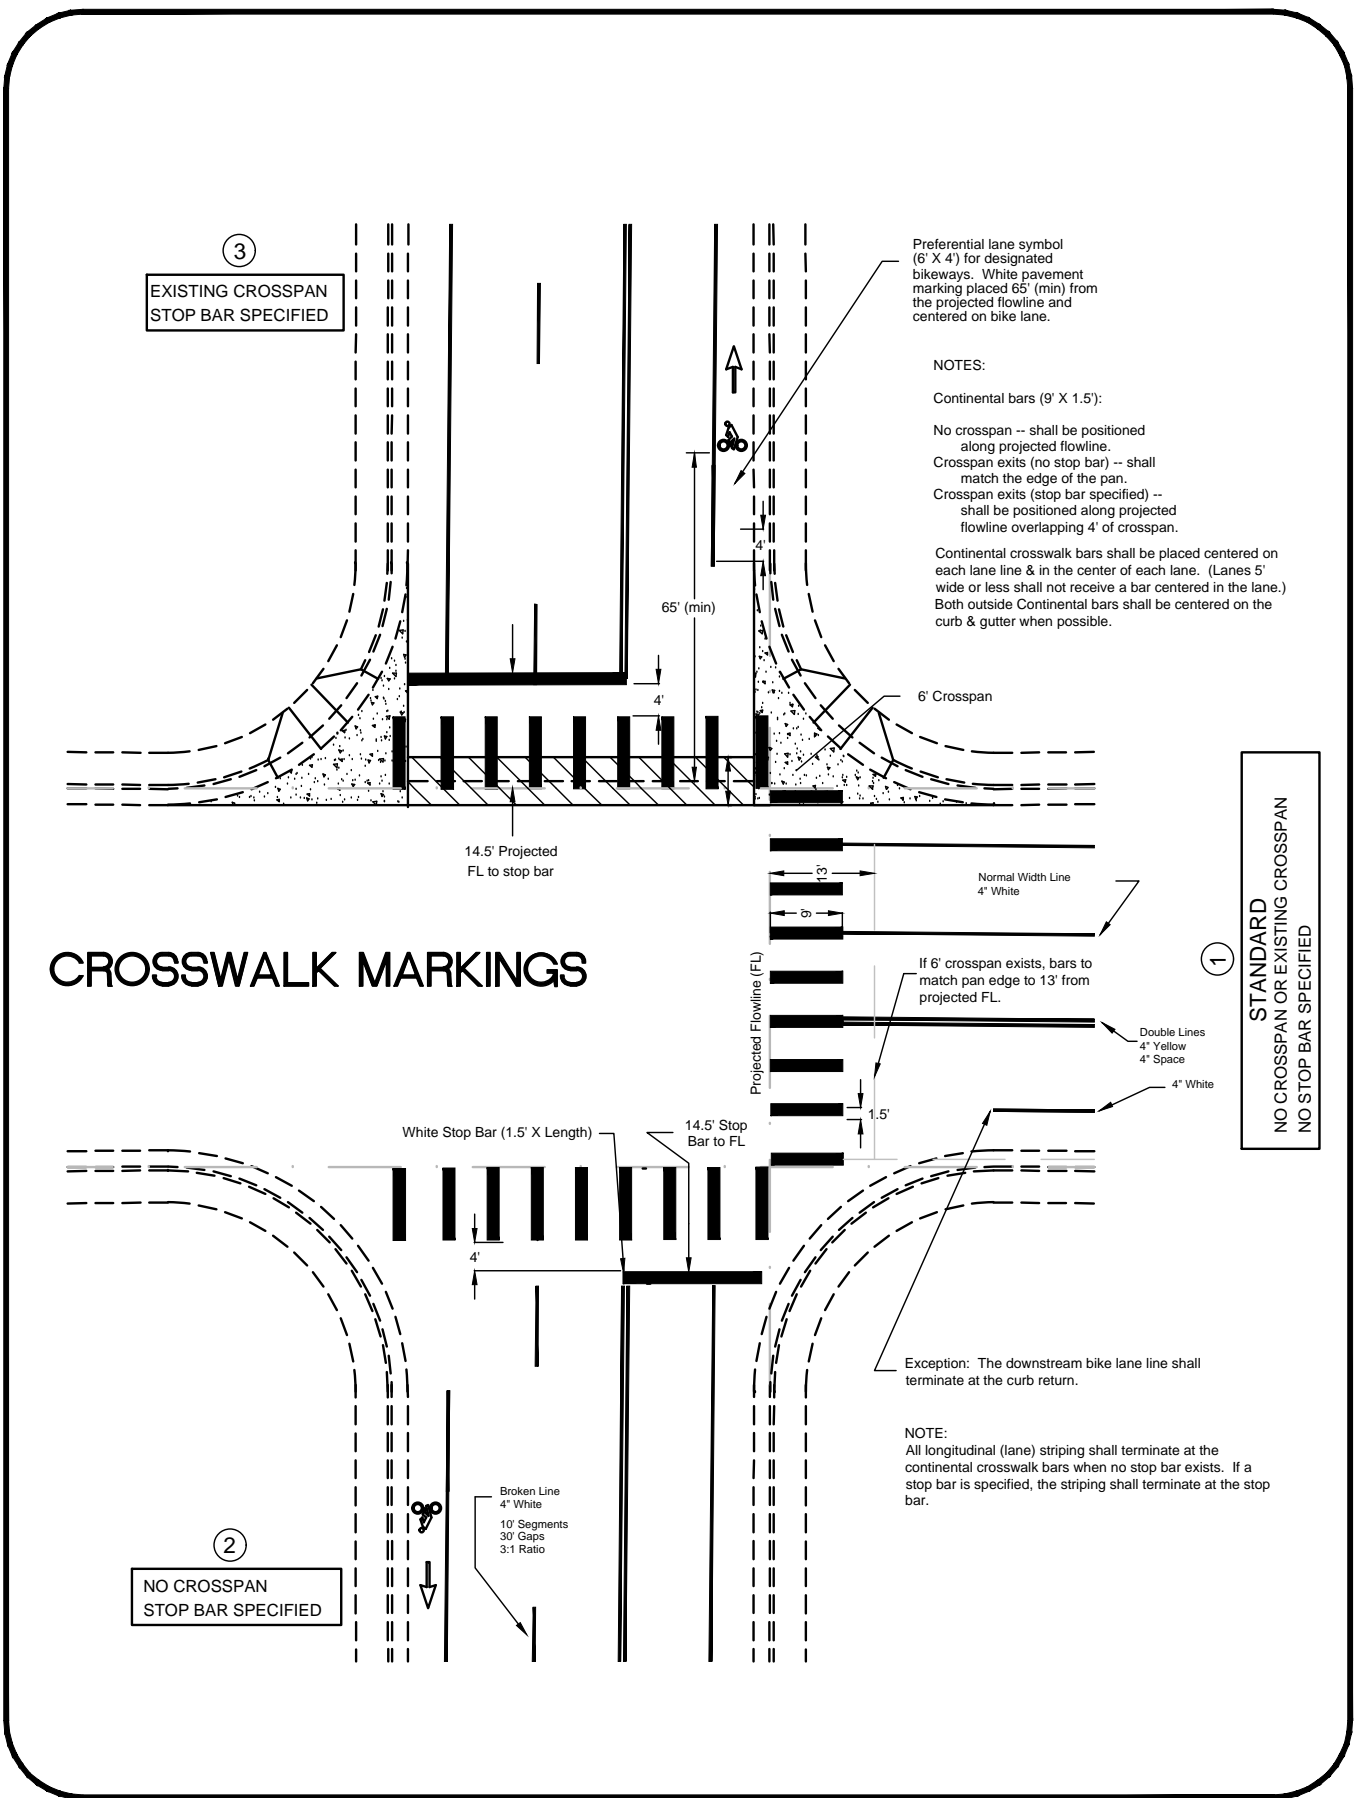 3
EXISTING CROSSPAN
STOP BAR SPECIFIED
Preferential lane symbol
(6' X 4') for designated
bikeways.  White pavement
marking placed 65' (min) from
the projected flowline and
centered on bike lane.
NOTES:
Continental bars (9' X 1.5'):
No crosspan -- shall be positioned
along projected flowline.
Crosspan exits (no stop bar) -- shall
match the edge of the pan.
Crosspan exits (stop bar specified) --
shall be positioned along projected
flowline overlapping 4' of crosspan.
Continental crosswalk bars shall be placed centered on
each lane line & in the center of each lane.  (Lanes 5'
wide or less shall not receive a bar centered in the lane.)
Both outside Continental bars shall be centered on the
curb & gutter when possible.
4'
65' (min)
4'
6' Crosspan
14.5' Projected
FL to stop bar
13'
9'
Normal Width Line
4" White
CROSSWALK MARKINGS
Projected Flowline (FL)
If 6' crosspan exists, bars to
match pan edge to 13' from
projected FL.
1
STANDARD
NO CROSSPAN OR EXISTING CROSSPAN
NO STOP BAR SPECIFIED
Double Lines
4" Yellow
4" Space
4" White
1.5'
White Stop Bar (1.5' X Length)
14.5' Stop
Bar to FL
4'
Exception:  The downstream bike lane line shall
terminate at the curb return.
NOTE:
All longitudinal (lane) striping shall terminate at the
continental crosswalk bars when no stop bar exists.  If a
stop bar is specified, the striping shall terminate at the stop
bar.
Broken Line
4" White
10' Segments
30' Gaps
3:1 Ratio
2
NO CROSSPAN
STOP BAR SPECIFIED